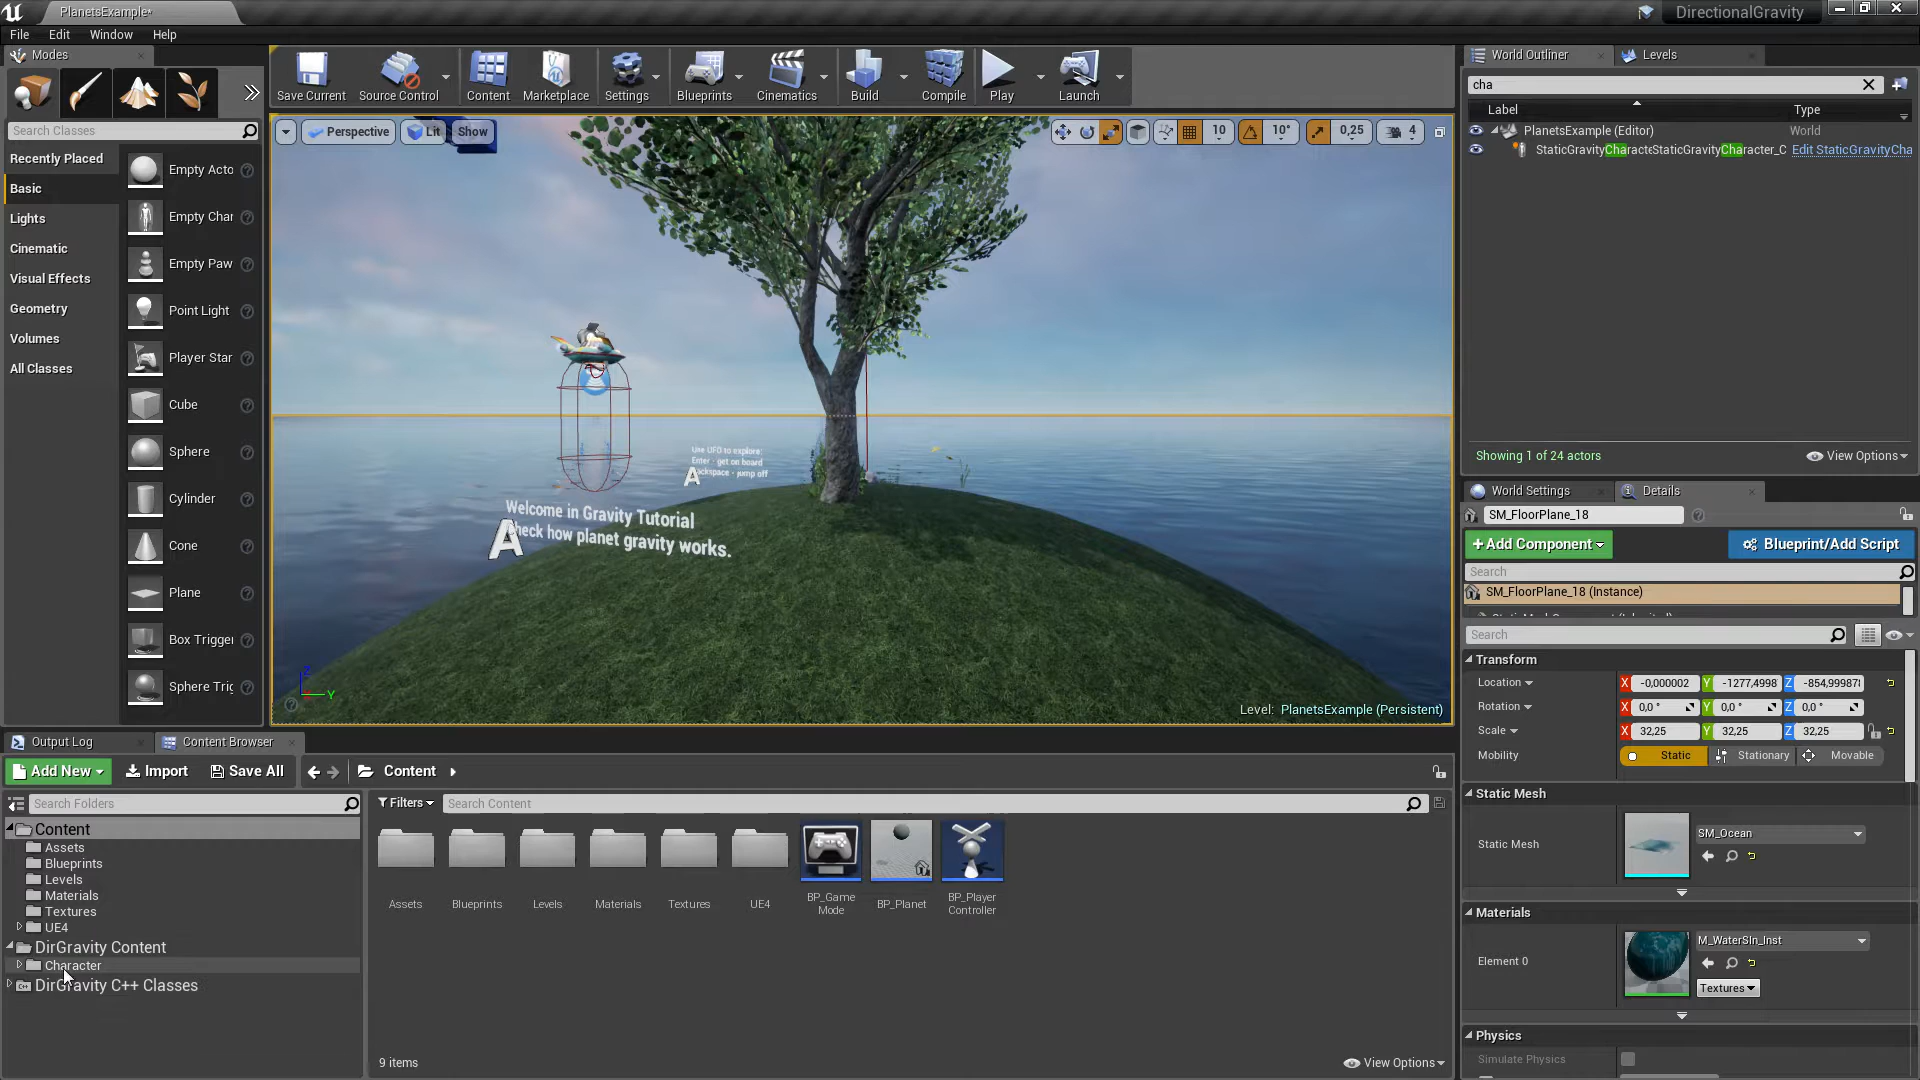 PlanetsExample*
DirectionalGravity
File Edit Window Help
Modes
Search Classes
Recently Placed
Basic
Lights
Cinematic
Visual Effects
Geometry
Volumes
All Classes
Empty Acto
Empty Char
Empty Paw
Point Light
Player Star
Cube
Sphere
Cylinder
Cone
Plane
Box Trigger
Sphere Trig
Save Current
Source Control
Content
Marketplace
Settings
Blueprints
Cinematics
Build
Compile
Play
Launch
Perspective
Lit
Show
10
10°
0,25
4
Use UFO to explore:
Enter - get on board
Backspace - jump off
A
Welcome in Gravity Tutorial
Check how planet gravity works.
A
Z
Y
Level: PlanetsExample (Persistent)
World Outliner
Levels
cha
Label
Type
PlanetsExample (Editor)
World
StaticGravityCharacteStaticGravityCharacter_C
Edit StaticGravityCha
Showing 1 of 24 actors
View Options
World Settings
Details
SM_FloorPlane_18
+Add Component
Blueprint/Add Script
Search
SM_FloorPlane_18 (Instance)
Search
Transform
Location
X -0,000002
Y -1277,4998
Z -854,99987
Rotation
X 0,0 °
Y 0,0 °
Z 0,0 °
Scale
X 32,25
Y 32,25
Z 32,25
Mobility
Static
Stationary
Movable
Static Mesh
Static Mesh
SM_Ocean
Materials
Element 0
M_WaterSln_Inst
Textures
Physics
Simulate Physics
Output Log
Content Browser
Add New
Import
Save All
Content
Search Folders
Filters
Search Content
Content
Assets
Blueprints
Levels
Materials
Textures
UE4
DirGravity Content
Character
DirGravity C++ Classes
Assets
Blueprints
Levels
Materials
Textures
UE4
BP_Game
Mode
BP_Planet
BP_Player
Controller
9 items
View Options